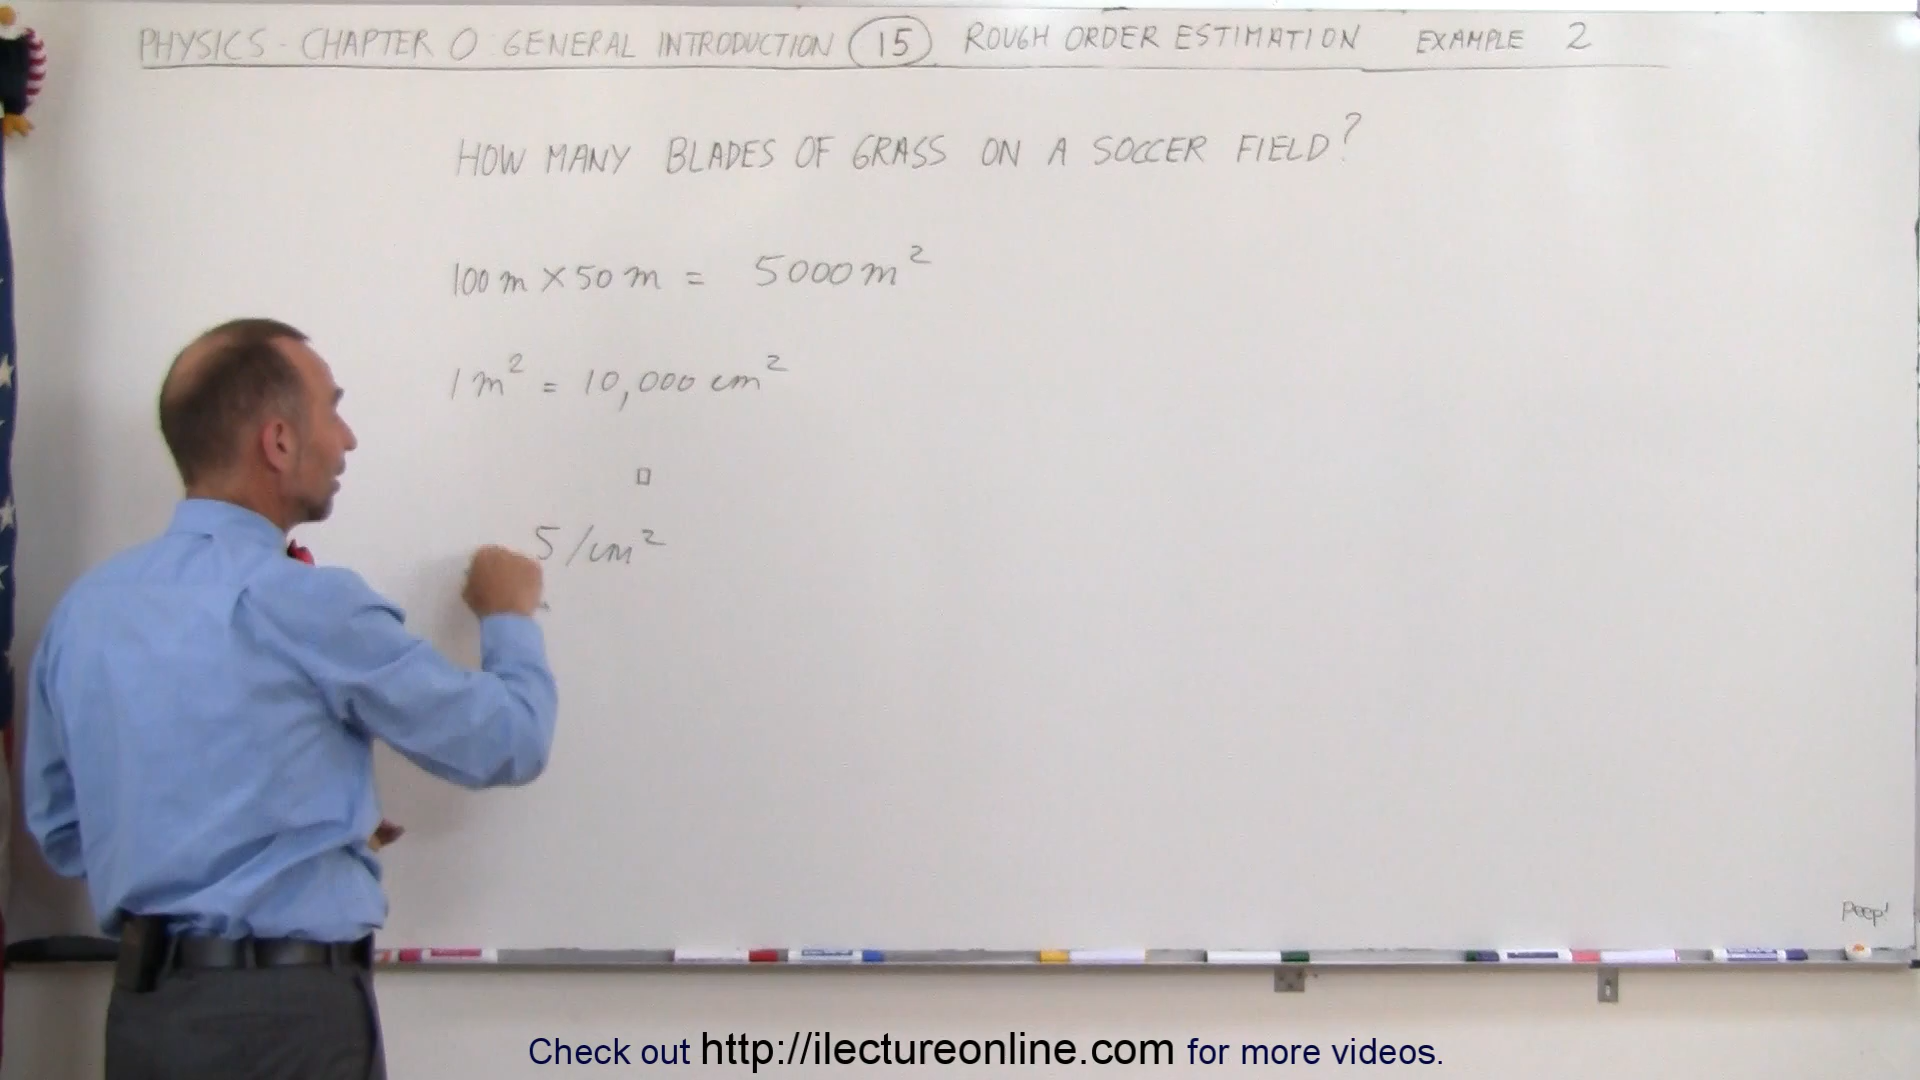 PHYSICS - CHAPTER 0 GENERAL INTRODUCTION 15 ROUGH ORDER ESTIMATION EXAMPLE 2
HOW MANY BLADES OF GRASS ON A SOCCER FIELD?
100 m × 50 m = 5000 m²
1 m² = 10,000 cm²
5 / cm²
Peep!
Check out http://ilectureonline.com for more videos.